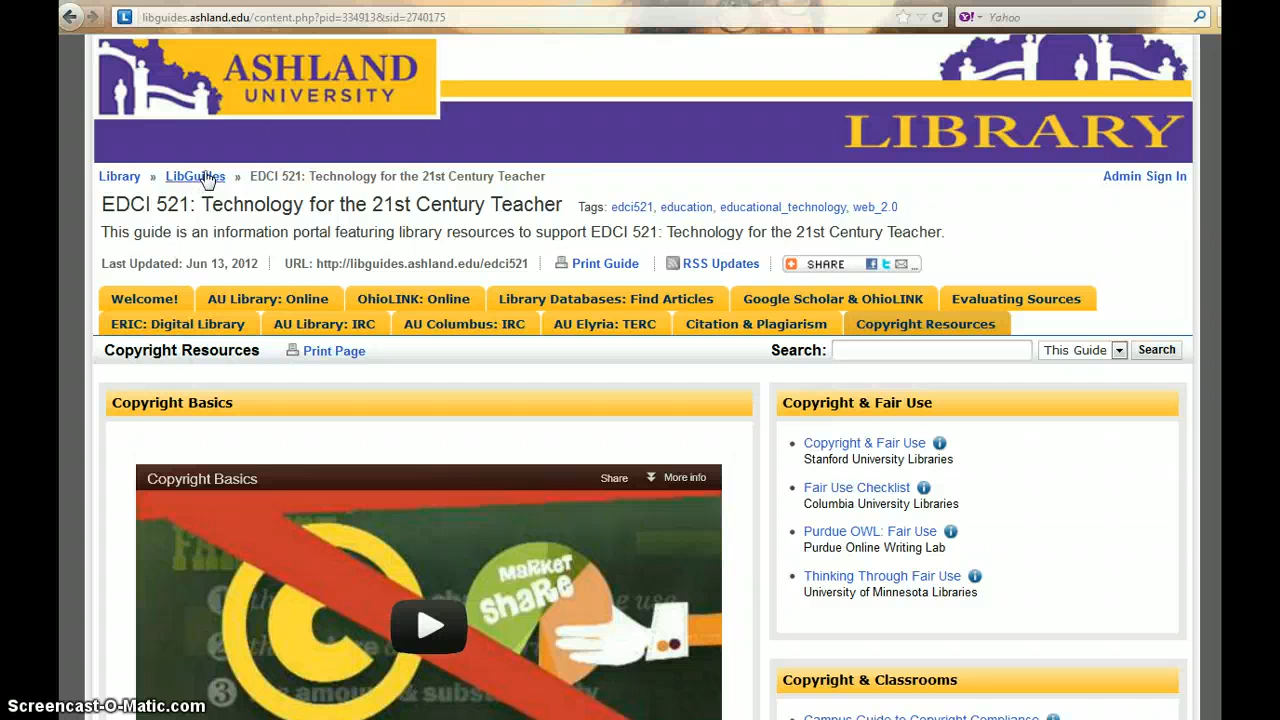 libguides.ashland.edu/content.php?pid=334913&sid=2740175
Yahoo
ASHLAND
UNIVERSITY
LIBRARY
Library » LibGuides » EDCI 521: Technology for the 21st Century Teacher
Admin Sign In
EDCI 521: Technology for the 21st Century Teacher Tags: edci521, education, educational_technology, web_2.0
This guide is an information portal featuring library resources to support EDCI 521: Technology for the 21st Century Teacher.
Last Updated: Jun 13, 2012 URL: http://libguides.ashland.edu/edci521 Print Guide RSS Updates SHARE ...
Welcome! AU Library: Online OhioLINK: Online Library Databases: Find Articles Google Scholar & OhioLINK Evaluating Sources
ERIC: Digital Library AU Library: IRC AU Columbus: IRC AU Elyria: TERC Citation & Plagiarism Copyright Resources
Copyright Resources Print Page Search: This Guide Search
Copyright Basics
Copyright Basics Share More info
MARKET
SHARE
1
2
3
Copyright & Fair Use
Copyright & Fair Use
Stanford University Libraries
Fair Use Checklist
Columbia University Libraries
Purdue OWL: Fair Use
Purdue Online Writing Lab
Thinking Through Fair Use
University of Minnesota Libraries
Copyright & Classrooms
Campus Guide to Copyright Compliance
Screencast-O-Matic.com